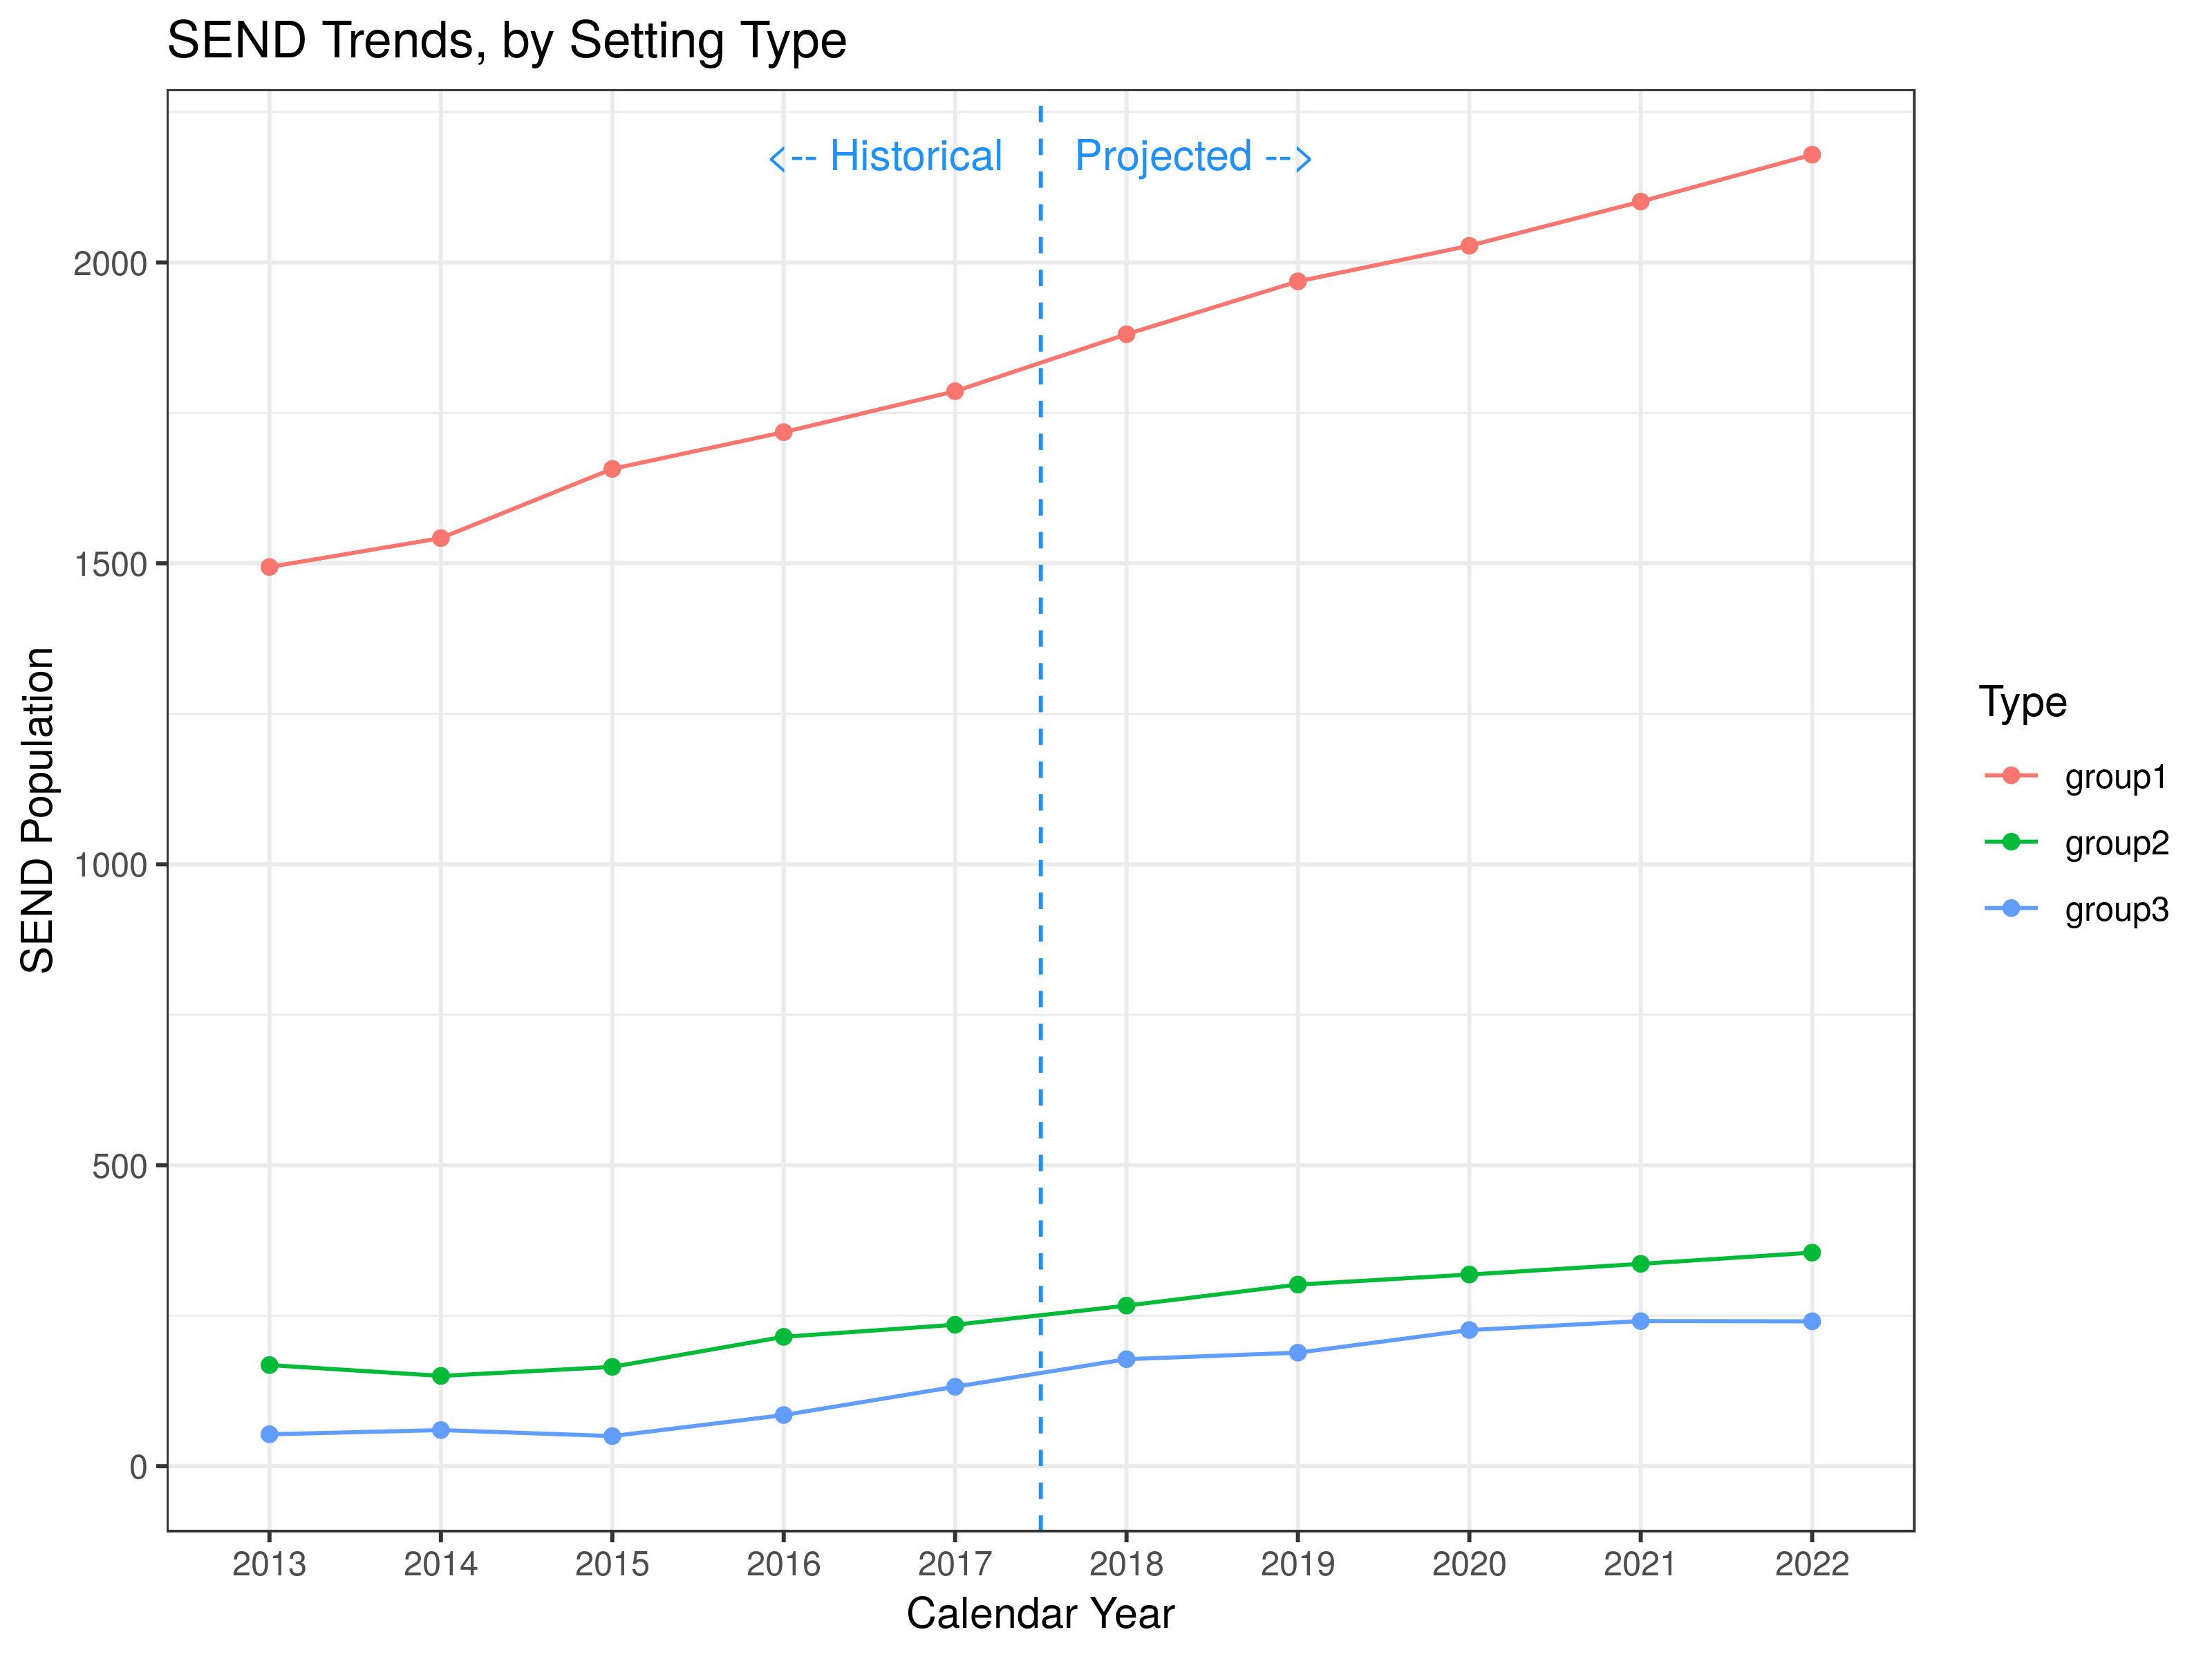 SEND Trends, by Setting Type
<-- Historical
Projected -->
SEND Population
2000
1500
1000
500
0
2013 2014 2015 2016 2017 2018 2019 2020 2021 2022
Calendar Year
Type
group1
group2
group3